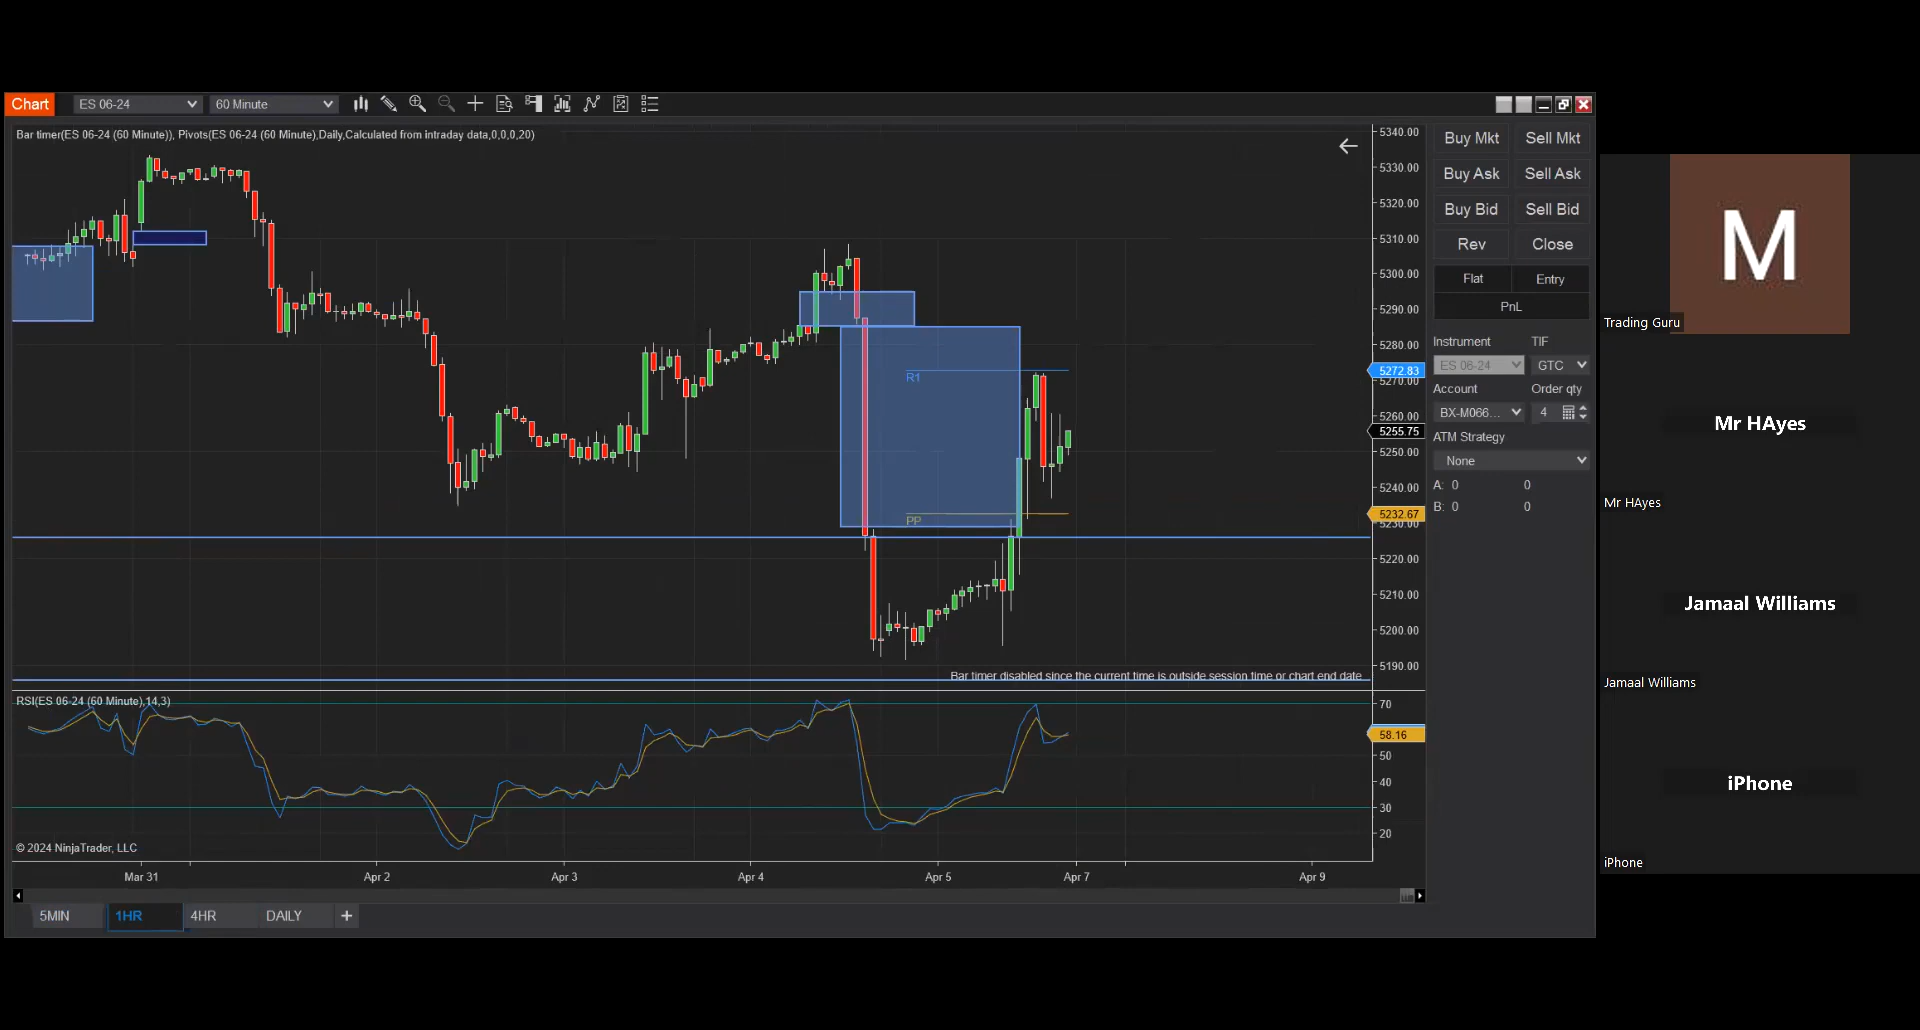 Chart ES 06-24 60 Minute
Bar timer(ES 06-24 (60 Minute)), Pivots(ES 06-24 (60 Minute),Daily,Calculated from intraday data,0,0,0,20)
R1
PP
Bar timer disabled since the current time is outside session time or chart end date
5340.00
5330.00
5320.00
5310.00
5300.00
5290.00
5280.00
5272.83
5270.00
5260.00
5255.75
5250.00
5240.00
5232.67
5230.00
5220.00
5210.00
5200.00
5190.00
RSI(ES 06-24 (60 Minute),14,3)
70
58.16
50
40
30
20
© 2024 NinjaTrader, LLC
Mar 31 Apr 2 Apr 3 Apr 4 Apr 5 Apr 7 Apr 9
5MIN 1HR 4HR DAILY +
Buy Mkt Sell Mkt
Buy Ask Sell Ask
Buy Bid Sell Bid
Rev Close
Flat Entry
PnL
Instrument TIF
ES 06-24 GTC
Account Order qty
BX-M066... 4
ATM Strategy
None
A: 0 0
B: 0 0
M
Trading Guru
Mr HAyes
Mr HAyes
Jamaal Williams
Jamaal Williams
iPhone
iPhone